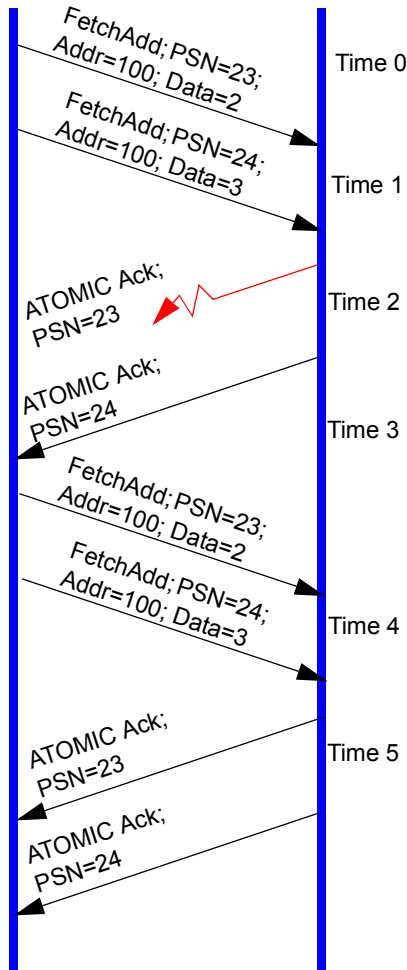 FetchAdd;PSN=23;
Addr=100; Data=2
Time 0
FetchAdd;PSN=24;
Addr=100; Data=3
Time 1
ATOMIC Ack;
PSN=23
Time 2
ATOMIC Ack;
PSN=24
Time 3
FetchAdd;PSN=23;
Addr=100; Data=2
FetchAdd;PSN=24;
Addr=100; Data=3
Time 4
ATOMIC Ack;
PSN=23
Time 5
ATOMIC Ack;
PSN=24